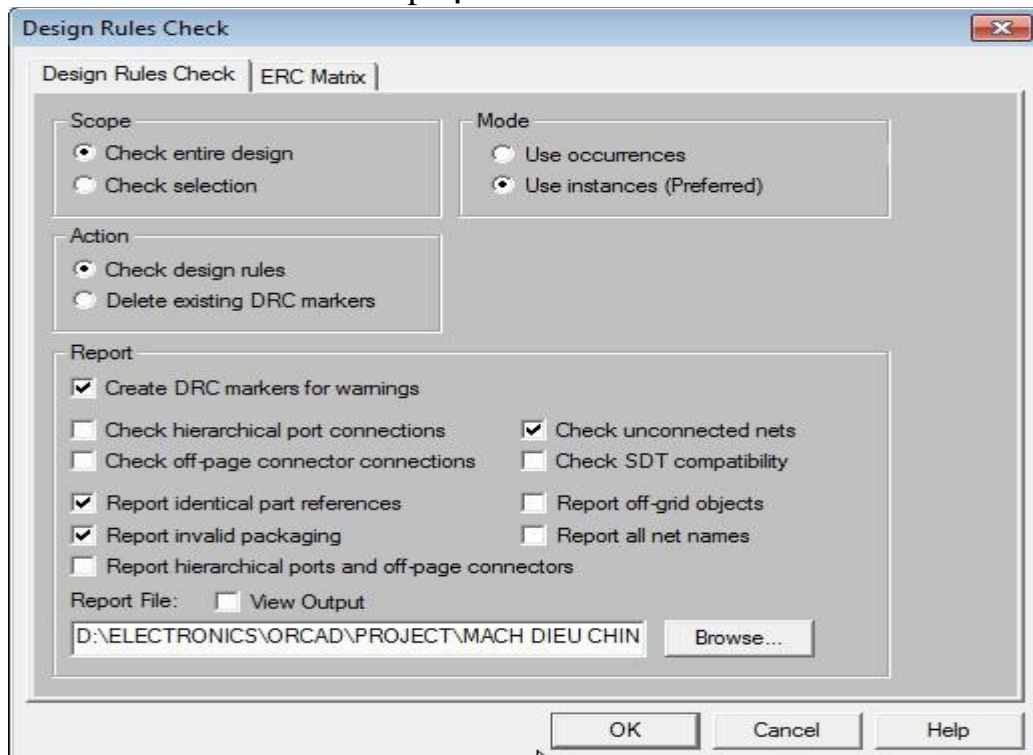 Design Rules Check
Design Rules Check
ERC Matrix
Scope
Check entire design
Check selection
Mode
Use occurrences
Use instances (Preferred)
Action
Check design rules
Delete existing DRC markers
Report
Create DRC markers for warnings
Check hierarchical port connections
Check unconnected nets
Check off-page connector connections
Check SDT compatibility
Report identical part references
Report off-grid objects
Report invalid packaging
Report all net names
Report hierarchical ports and off-page connectors
Report File:
View Output
D:\ELECTRONICS\ORCAD\PROJECT\MACH DIEU CHIN
Browse...
OK
Cancel
Help